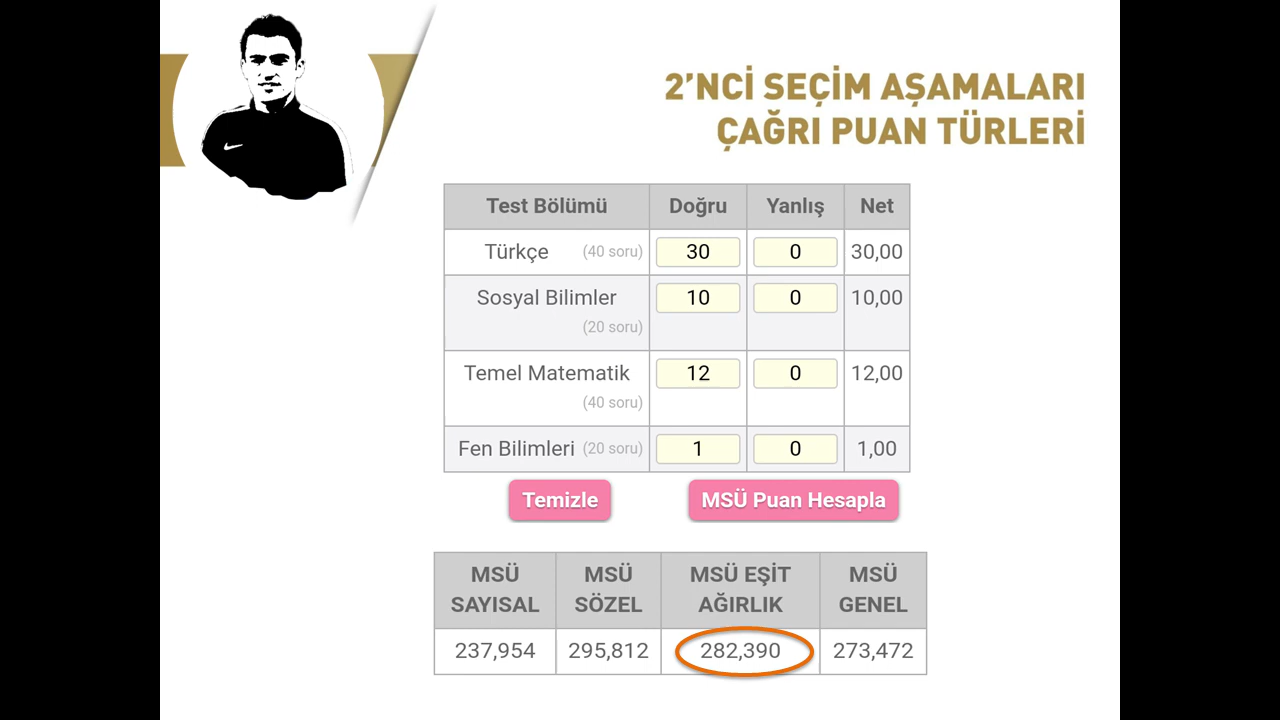 2'NCİ SEÇİM AŞAMALARI
ÇAĞRI PUAN TÜRLERİ
Test Bölümü Doğru Yanlış Net
Türkçe (40 soru) 30 0 30,00
Sosyal Bilimler 10 0 10,00
(20 soru)
Temel Matematik 12 0 12,00
(40 soru)
Fen Bilimleri (20 soru) 1 0 1,00
Temizle MSÜ Puan Hesapla
MSÜ MSÜ MSÜ EŞİT MSÜ
SAYISAL SÖZEL AĞIRLIK GENEL
237,954 295,812 282,390 273,472